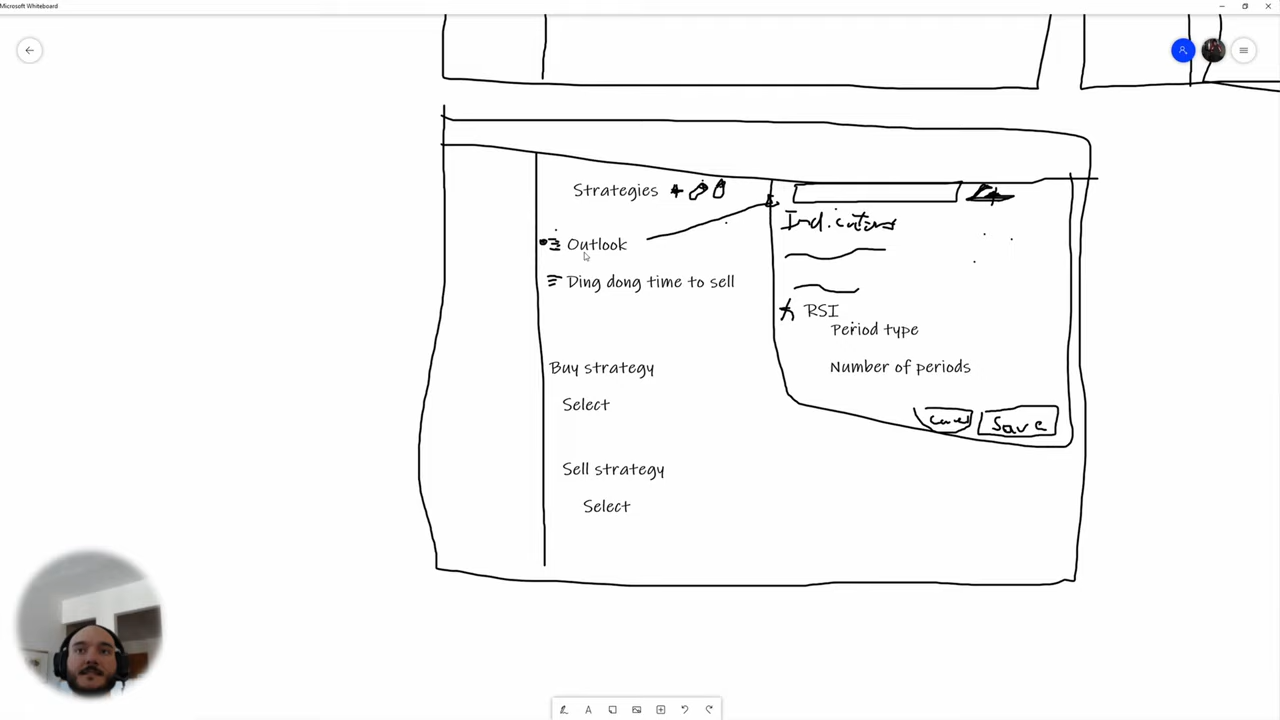 Microsoft Whiteboard
Strategies
Indicators
Outlook
Ding dong time to sell
RSI
Period type
Buy strategy
Number of periods
Select
Cancel
Save
Sell strategy
Select
A